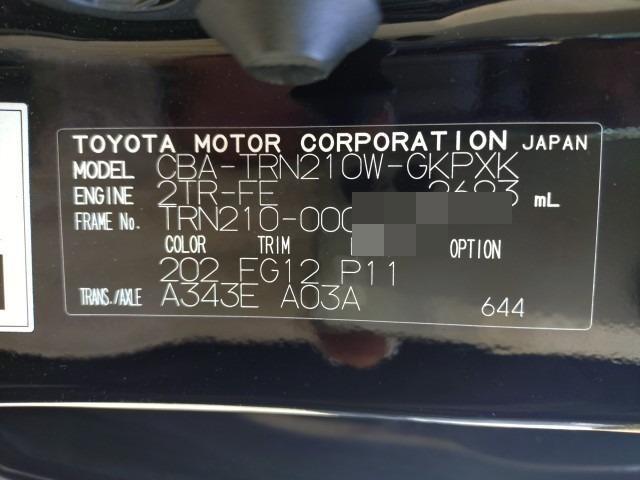 TOYOTA MOTOR CORPORATION JAPAN
MODEL CBA-TRN210W-GKPXK
ENGINE 2TR-FE 2693 mL
FRAME No. TRN210-000
COLOR TRIM OPTION
202 FG12 P11
TRANS./AXLE A343E A03A 644